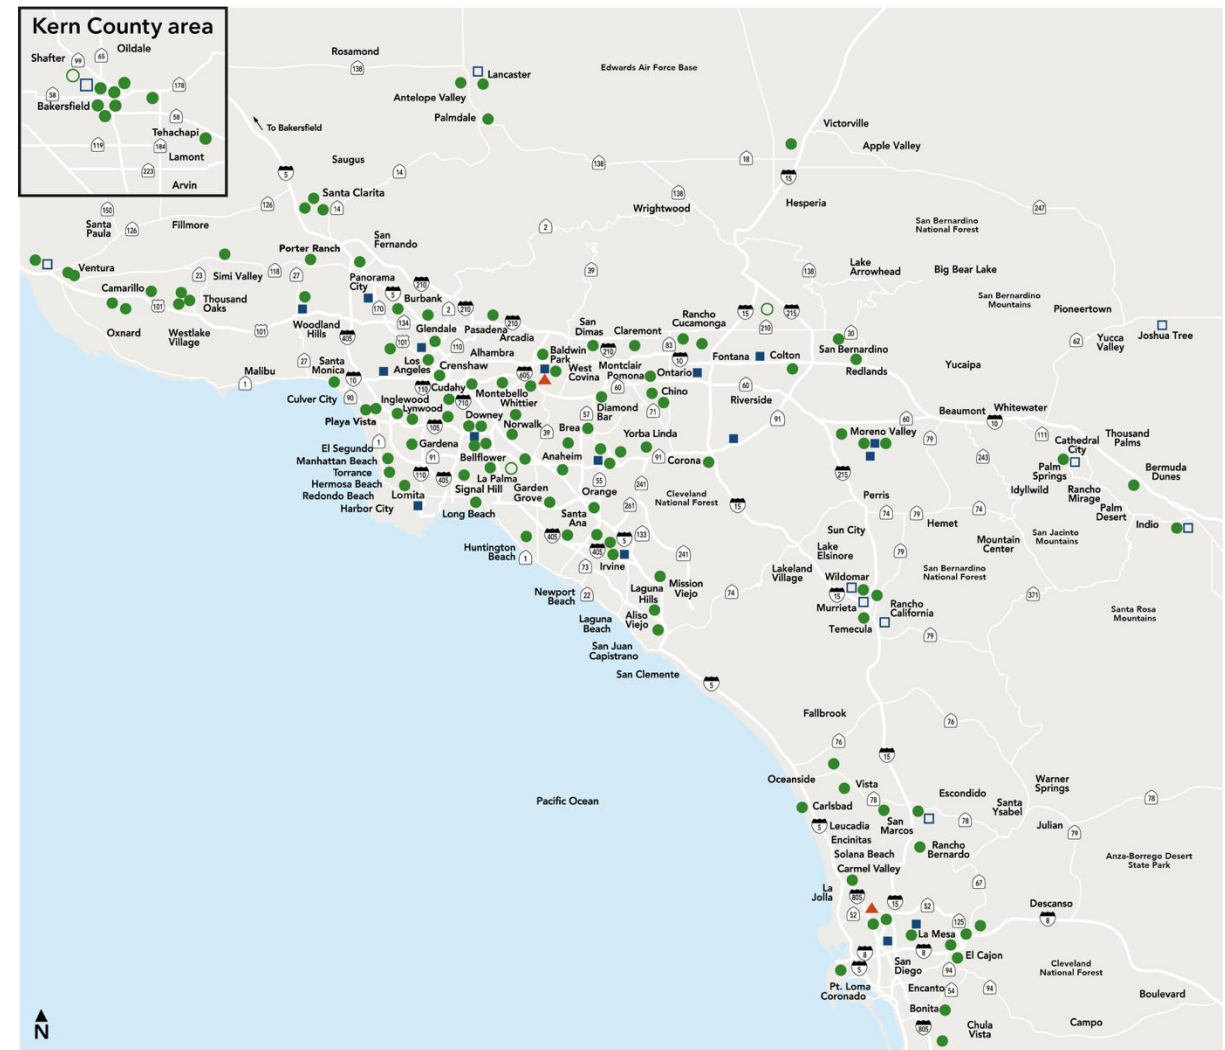 Kern County area
Shafter
99
65
Oildale
58
178
Bakersfield
58
Tehachapi
119
184
Lamont
223
Arvin
Rosamond
138
Lancaster
Edwards Air Force Base
Antelope Valley
Palmdale
To Bakersfield
Victorville
Apple Valley
Saugus
5
14
138
18
15
Santa Clarita
126
14
138
Wrightwood
Hesperia
247
150
Santa
Paula
126
Fillmore
2
San Bernardino
National Forest
San
Fernando
Porter Ranch
Ventura
23
Simi Valley
118
27
Panorama
City
210
39
138
Lake
Arrowhead
Big Bear Lake
Camarillo
101
Thousand
Oaks
5
Burbank
170
2
210
San Bernardino
Mountains
Pioneertown
Oxnard
Westlake
Village
101
Woodland
Hills
405
134
Glendale
Pasadena
210
Arcadia
San
Dimas
Claremont
Rancho
Cucamonga
15
215
210
30
Joshua Tree
101
110
Alhambra
Baldwin
Park
210
83
10
Fontana
Colton
San Bernardino
Redlands
62
Yucca
Valley
27
Santa
Monica
10
Los
Angeles
Crenshaw
605
West
Covina
Montclair
Pomona
Ontario
Yucaipa
Malibu
1
Culver City
90
110
Cudahy
Montebello
60
Chino
60
Riverside
Inglewood
710
Whittier
Diamond
Bar
71
Playa Vista
Lynwood
Downey
57
91
60
Beaumont
Whitewater
10
105
Norwalk
39
Brea
Yorba Linda
Moreno Valley
79
111
Cathedral
City
Thousand
Palms
El Segundo
1
Gardena
Manhattan Beach
91
Bellflower
Anaheim
91
Corona
243
Torrance
110
405
La Palma
215
Palm
Springs
Bermuda
Dunes
Hermosa Beach
Signal Hill
Garden
Grove
55
Orange
241
Cleveland
National Forest
Idyllwild
Rancho
Mirage
Redondo Beach
Lomita
261
15
Perris
Harbor City
Long Beach
Santa
Ana
74
79
Hemet
74
Palm
Desert
Indio
405
5
133
Sun City
San Jacinto
Mountains
Mountain
Center
Huntington
Beach
1
405
Irvine
241
Lake
Elsinore
79
73
Lakeland
Village
Wildomar
San Bernardino
National Forest
Newport
Beach
22
Laguna
Hills
Mission
Viejo
74
15
Murrieta
Rancho
California
371
Santa Rosa
Mountains
Laguna
Beach
Aliso
Viejo
Temecula
79
San Juan
Capistrano
San Clemente
5
Fallbrook
76
76
15
Oceanside
Vista
Escondido
Warner
Springs
78
Carlsbad
78
San
Marcos
78
Santa
Ysabel
5
Leucadia
Julian
79
Encinitas
Solana Beach
Rancho
Bernardo
Anza-Borrego Desert
State Park
Carmel Valley
67
La
Jolla
805
15
52
52
125
Descanso
8
La Mesa
8
8
El Cajon
5
San
Diego
94
Cleveland
National Forest
Pt. Loma
Coronado
Encanto
54
94
Boulevard
Bonita
805
Chula
Vista
Campo
Pacific Ocean
N